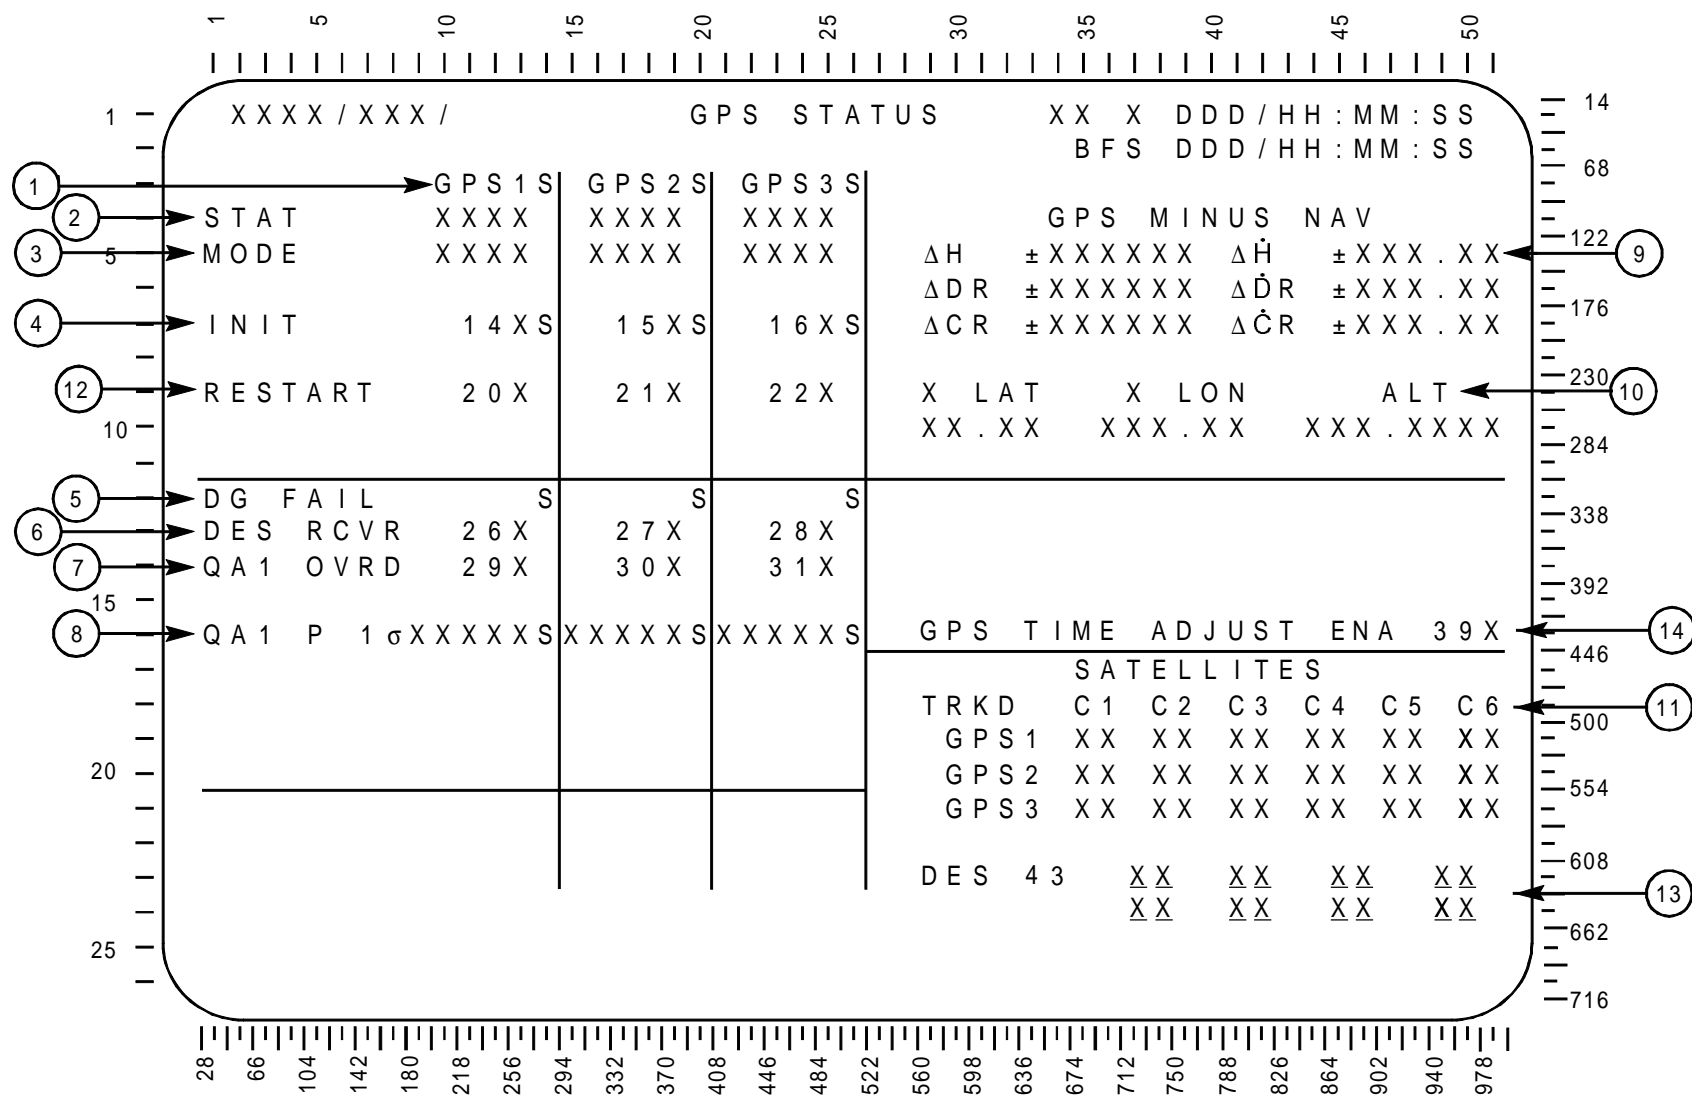 1 5 10 15 20 25 30 35 40 45 50
1 XXXX/XXX/ GPS STATUS XX X DDD/HH:MM:SS 14
BFS DDD/HH:MM:SS
68
1 GPS1S GPS2S GPS3S
2 STAT XXXX XXXX XXXX GPS MINUS NAV
122
3 5 MODE XXXX XXXX XXXX ΔH ±XXXXXX ΔḢ ±XXX.XX 9
ΔDR ±XXXXXX ΔḊR ±XXX.XX
176
4 INIT 14XS 15XS 16XS ΔCR ±XXXXXX ΔĊR ±XXX.XX
230
12 RESTART 20X 21X 22X X LAT X LON ALT 10
10 XX.XX XXX.XX XXX.XXXX
284
5 DG FAIL S S S
338
6 DES RCVR 26X 27X 28X
7 QA1 OVRD 29X 30X 31X
392
15
8 QA1 P 1σXXXXXS XXXXXS XXXXXS GPS TIME ADJUST ENA 39X 14
446
SATELLITES
TRKD C1 C2 C3 C4 C5 C6 11
500
GPS1 XX XX XX XX XX XX
20 GPS2 XX XX XX XX XX XX
554
GPS3 XX XX XX XX XX XX
608
DES 43 XX XX XX XX
13
XX XX XX XX
662
25
716
28 66 104 142 180 218 256 294 332 370 408 446 484 522 560 598 636 674 712 750 788 826 864 902 940 978